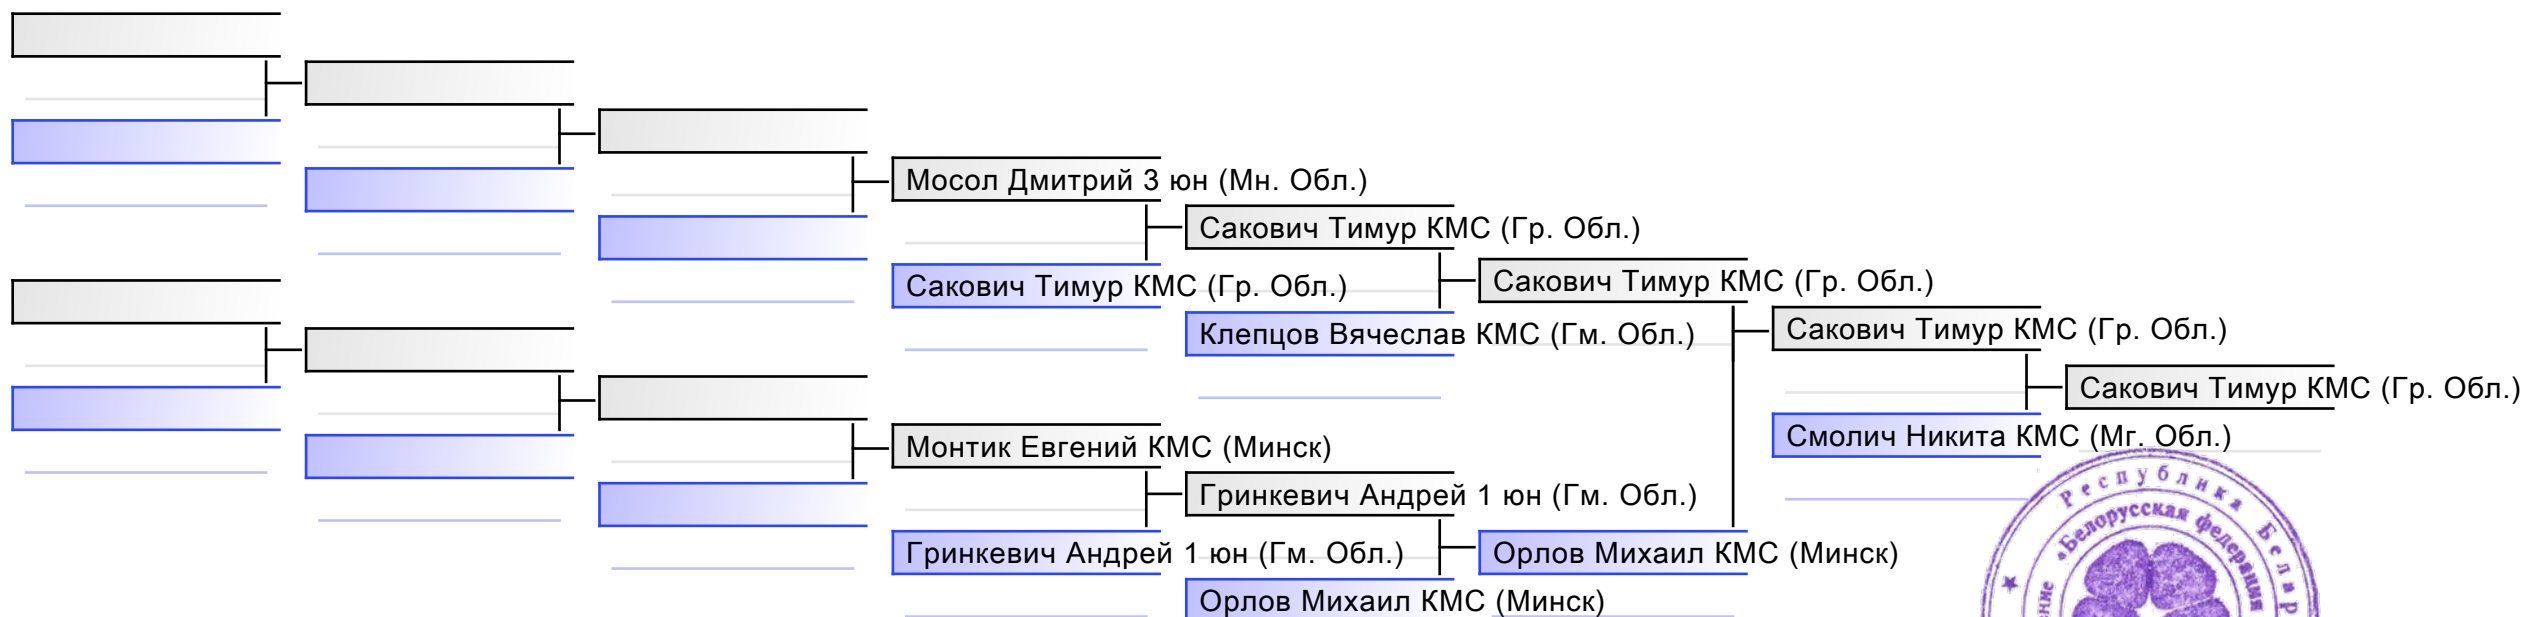 Мосол Дмитрий 3 юн (Мн. Обл.)
Сакович Тимур КМС (Гр. Обл.)
Сакович Тимур КМС (Гр. Обл.)
Сакович Тимур КМС (Гр. Обл.)
Клепцов Вячеслав КМС (Гм. Обл.)
Сакович Тимур КМС (Гр. Обл.)
Сакович Тимур КМС (Гр. Обл.)
Смолич Никита КМС (Мг. Обл.)
Монтик Евгений КМС (Минск)
Гринкевич Андрей 1 юн (Гм. Обл.)
Гринкевич Андрей 1 юн (Гм. Обл.)
Орлов Михаил КМС (Минск)
Орлов Михаил КМС (Минск)
Республика
«Белорусская федерация